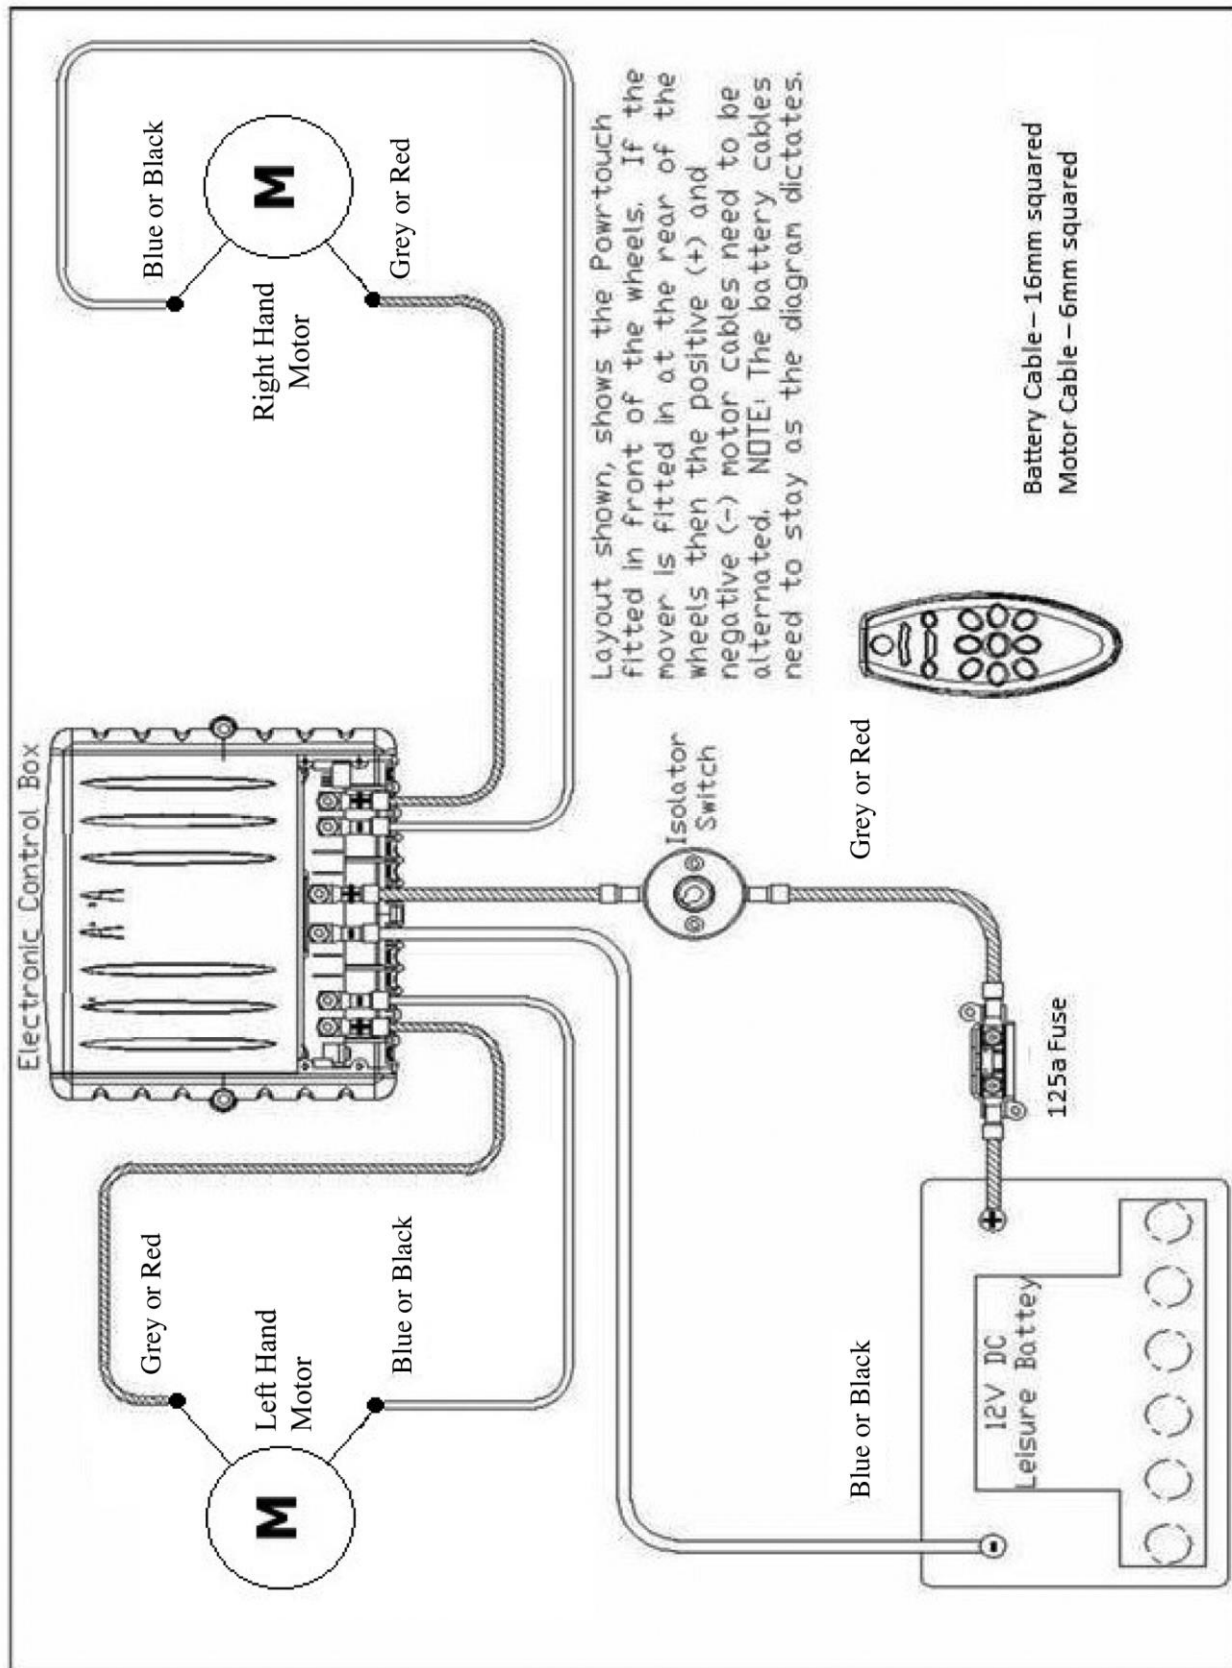 Electronic Control Box
Grey or Red
Left Hand
Motor
M
Blue or Black
Blue or Black
Right Hand
Motor
M
Grey or Red
Layout shown, shows the Powrtouch
fitted in front of the wheels. If the
mover is fitted in at the rear of the
wheels then the positive (+) and
negative (-) motor cables need to be
alternated. NOTE: The battery cables
need to stay as the diagram dictates.
+
-
-
+
-
+
Isolator
Switch
Blue or Black
Grey or Red
-
+
12V DC
Leisure Battey
125a Fuse
Battery Cable – 16mm squared
Motor Cable – 6mm squared